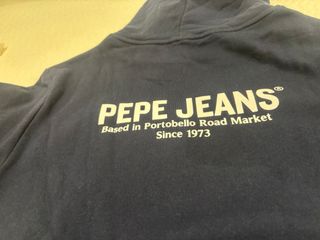 PEPE JEANS®
Based in Portobello Road Market
Since 1973